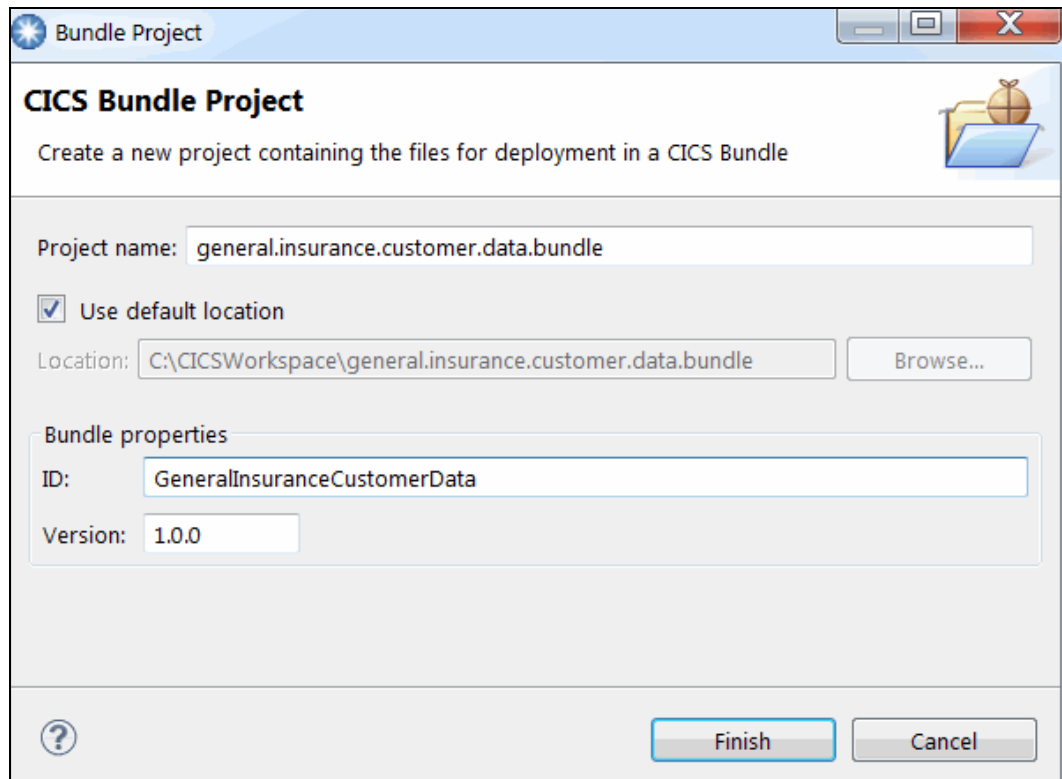 Bundle Project
X
CICS Bundle Project
Create a new project containing the files for deployment in a CICS Bundle
Project name: general.insurance.customer.data.bundle
Use default location
Location: C:\CICSWorkspace\general.insurance.customer.data.bundle Browse...
Bundle properties
ID: GeneralInsuranceCustomerData
Version: 1.0.0
? Finish Cancel